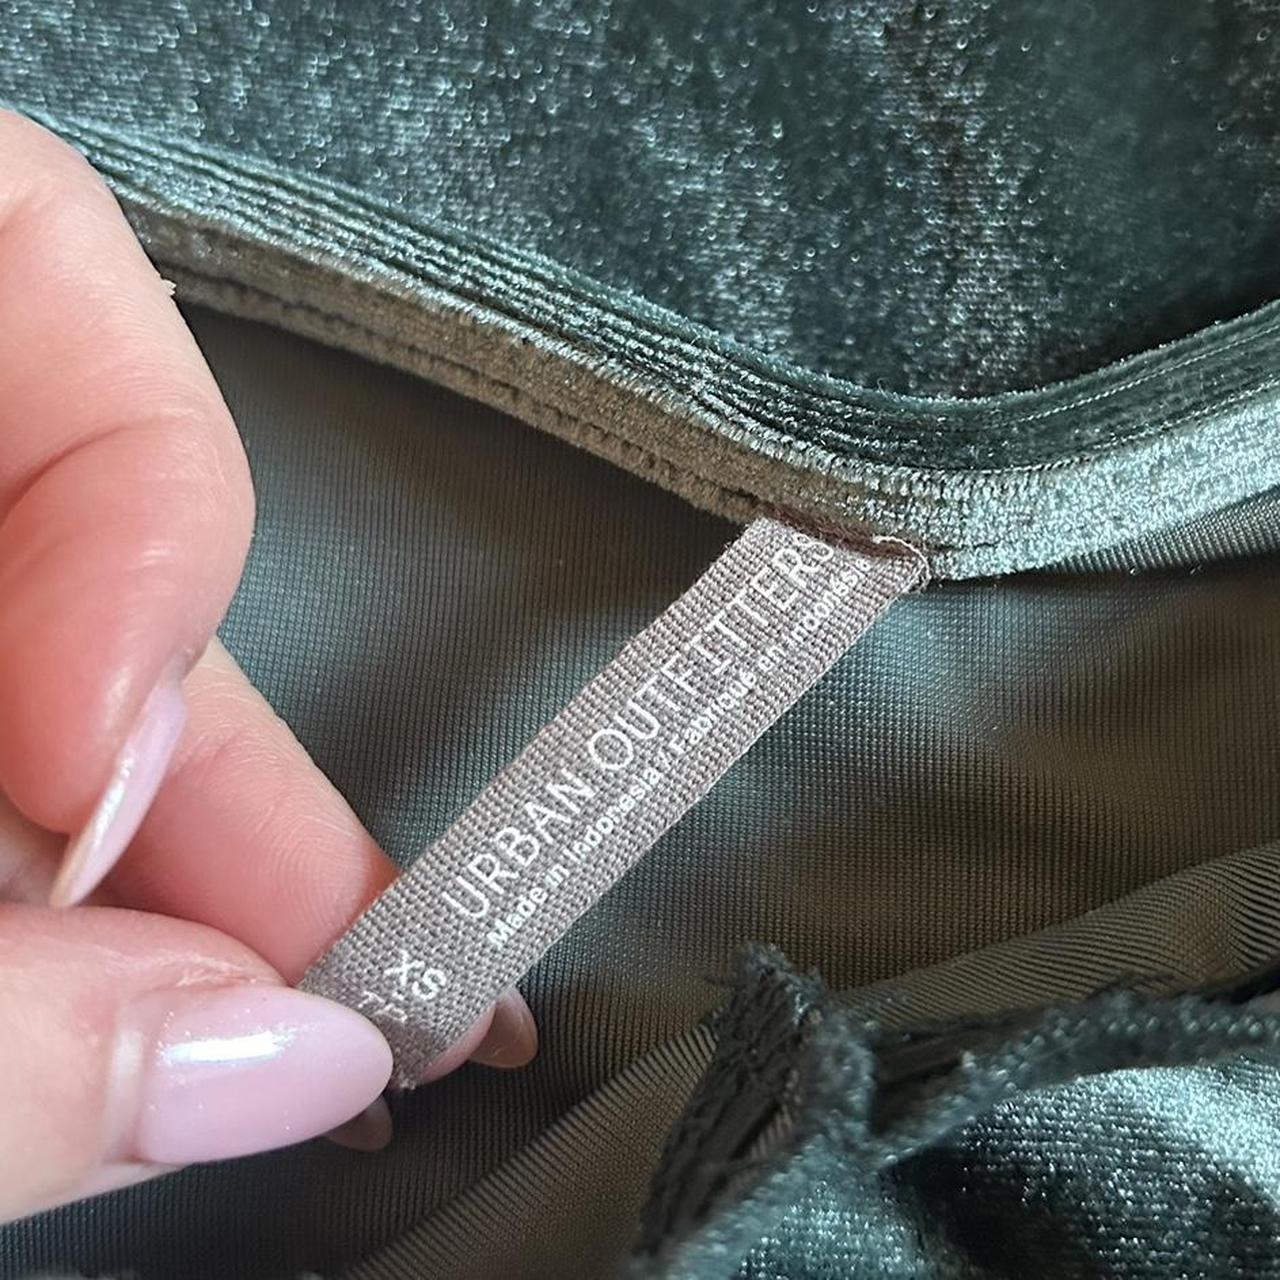 URBAN OUTFITTERS
Made in Indonesia / Fabriqué en Indonésie
XS